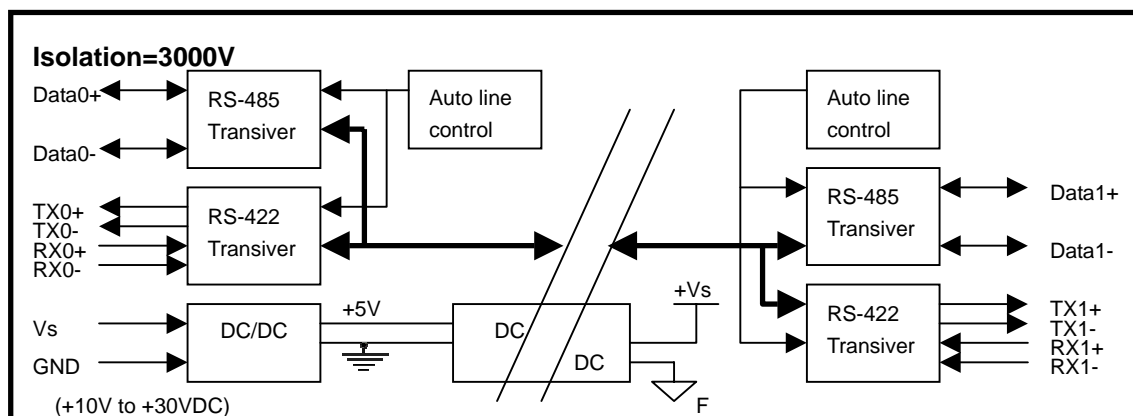 Isolation=3000V
Data0+
Data0-
RS-485
Transiver
Auto line
control
TX0+
TX0-
RX0+
RX0-
RS-422
Transiver
Vs
GND
DC/DC
+5V
(+10V to +30VDC)
DC
DC
+Vs
F
Auto line
control
RS-485
Transiver
Data1+
Data1-
RS-422
Transiver
TX1+
TX1-
RX1+
RX1-